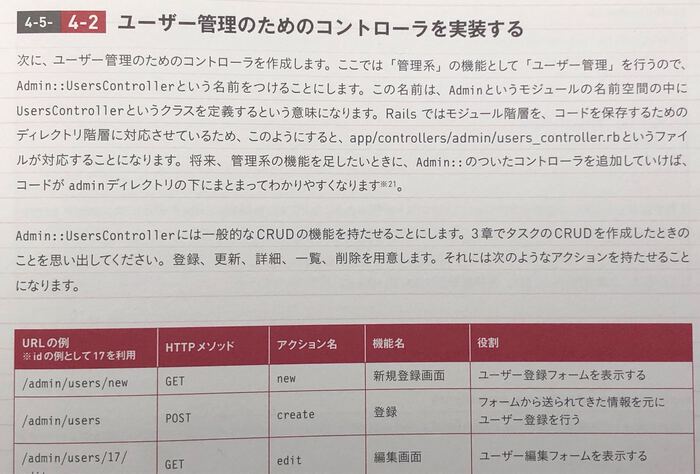 4-5- 4-2 ユーザー管理のためのコントローラを実装する
次に、ユーザー管理のためのコントローラを作成します。ここでは「管理系」の機能として「ユーザー管理」を行うので、
Admin::UsersControllerという名前をつけることにします。この名前は、Adminというモジュールの名前空間の中に
UsersControllerというクラスを定義するという意味になります。Railsではモジュール階層を、コードを保存するための
ディレクトリ階層に対応させているため、このようにすると、app/controllers/admin/users_controller.rbというファイ
ルが対応することになります。将来、管理系の機能を足したいときに、Admin::のついたコントローラを追加していけば、
コードがadminディレクトリの下にまとまってわかりやすくなります※21。
Admin::UsersControllerには一般的なCRUDの機能を持たせることにします。3章でタスクのCRUDを作成したときの
ことを思い出してください。登録、更新、詳細、一覧、削除を用意します。それには次のようなアクションを持たせること
になります。
URLの例 HTTPメソッド アクション名 機能名 役割
※idの例として17を利用
/admin/users/new GET new 新規登録画面 ユーザー登録フォームを表示する
/admin/users POST create 登録 フォームから送られてきた情報を元に
ユーザー登録を行う
/admin/users/17/ GET edit 編集画面 ユーザー編集フォームを表示する